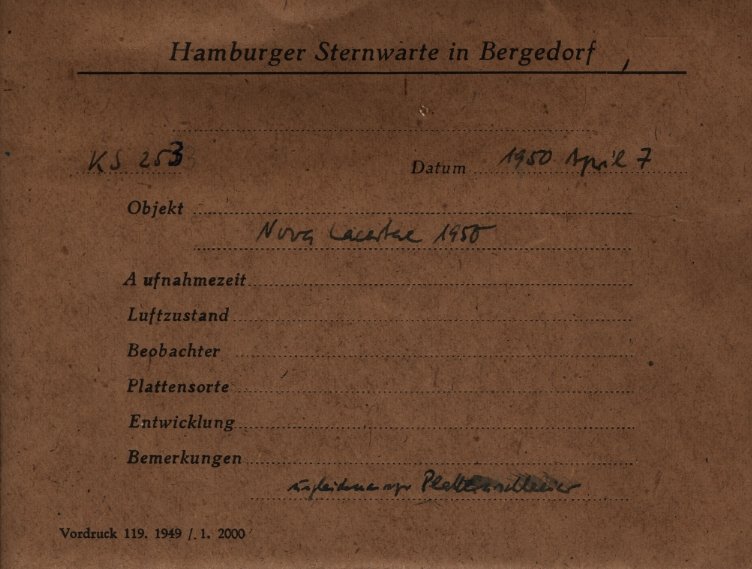 Hamburger Sternwarte in Bergedorf
KS 253
Datum 1950 April 7
Objekt
Nova Lacertae 1950
Aufnahmezeit
Luftzustand
Beobachter
Plattensorte
Entwicklung
Bemerkungen
Plattenschleier
Vordruck 119. 1949 /. 1. 2000